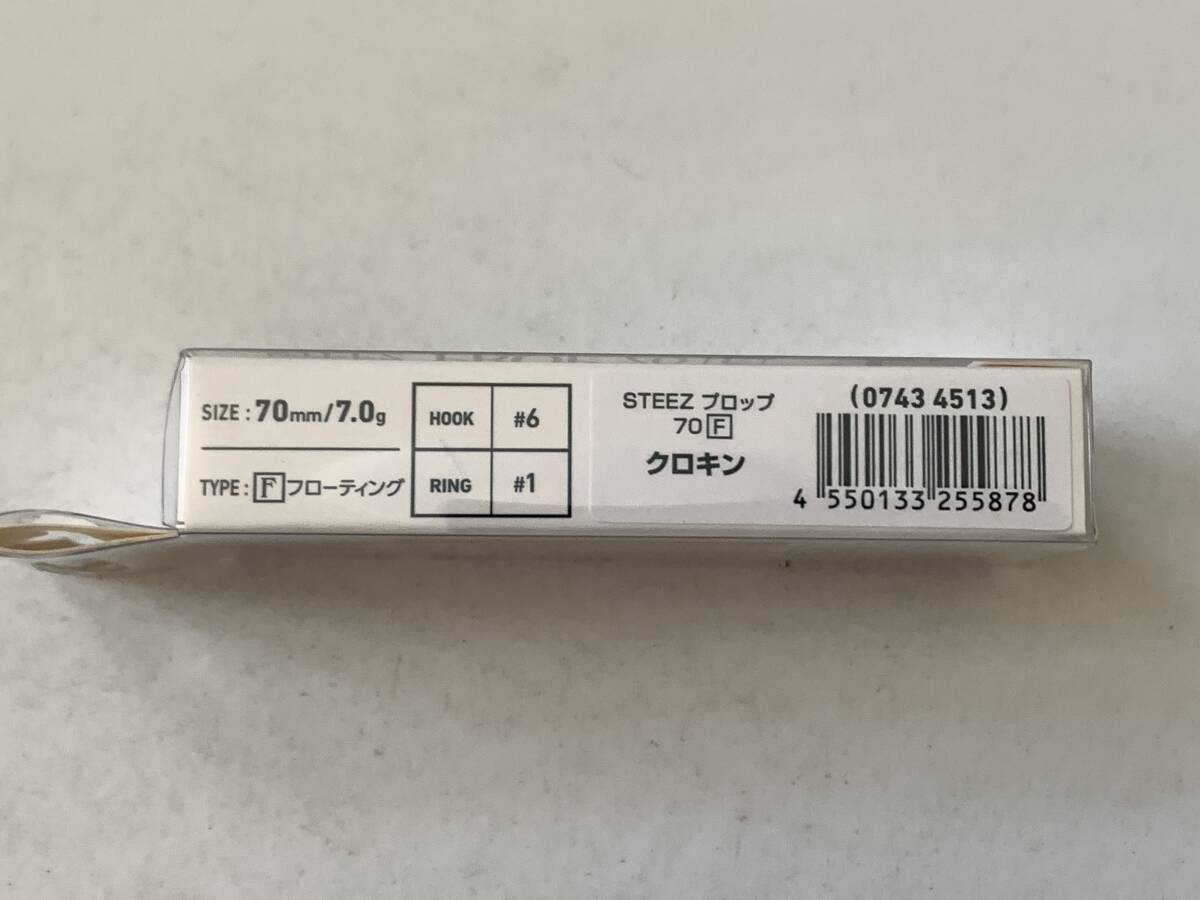 SIZE : 70mm/7.0g
TYPE : F フローティング
HOOK #6
RING #1
STEEZ プロップ
70 F
クロキン
(0743 4513)
4 550133 255878